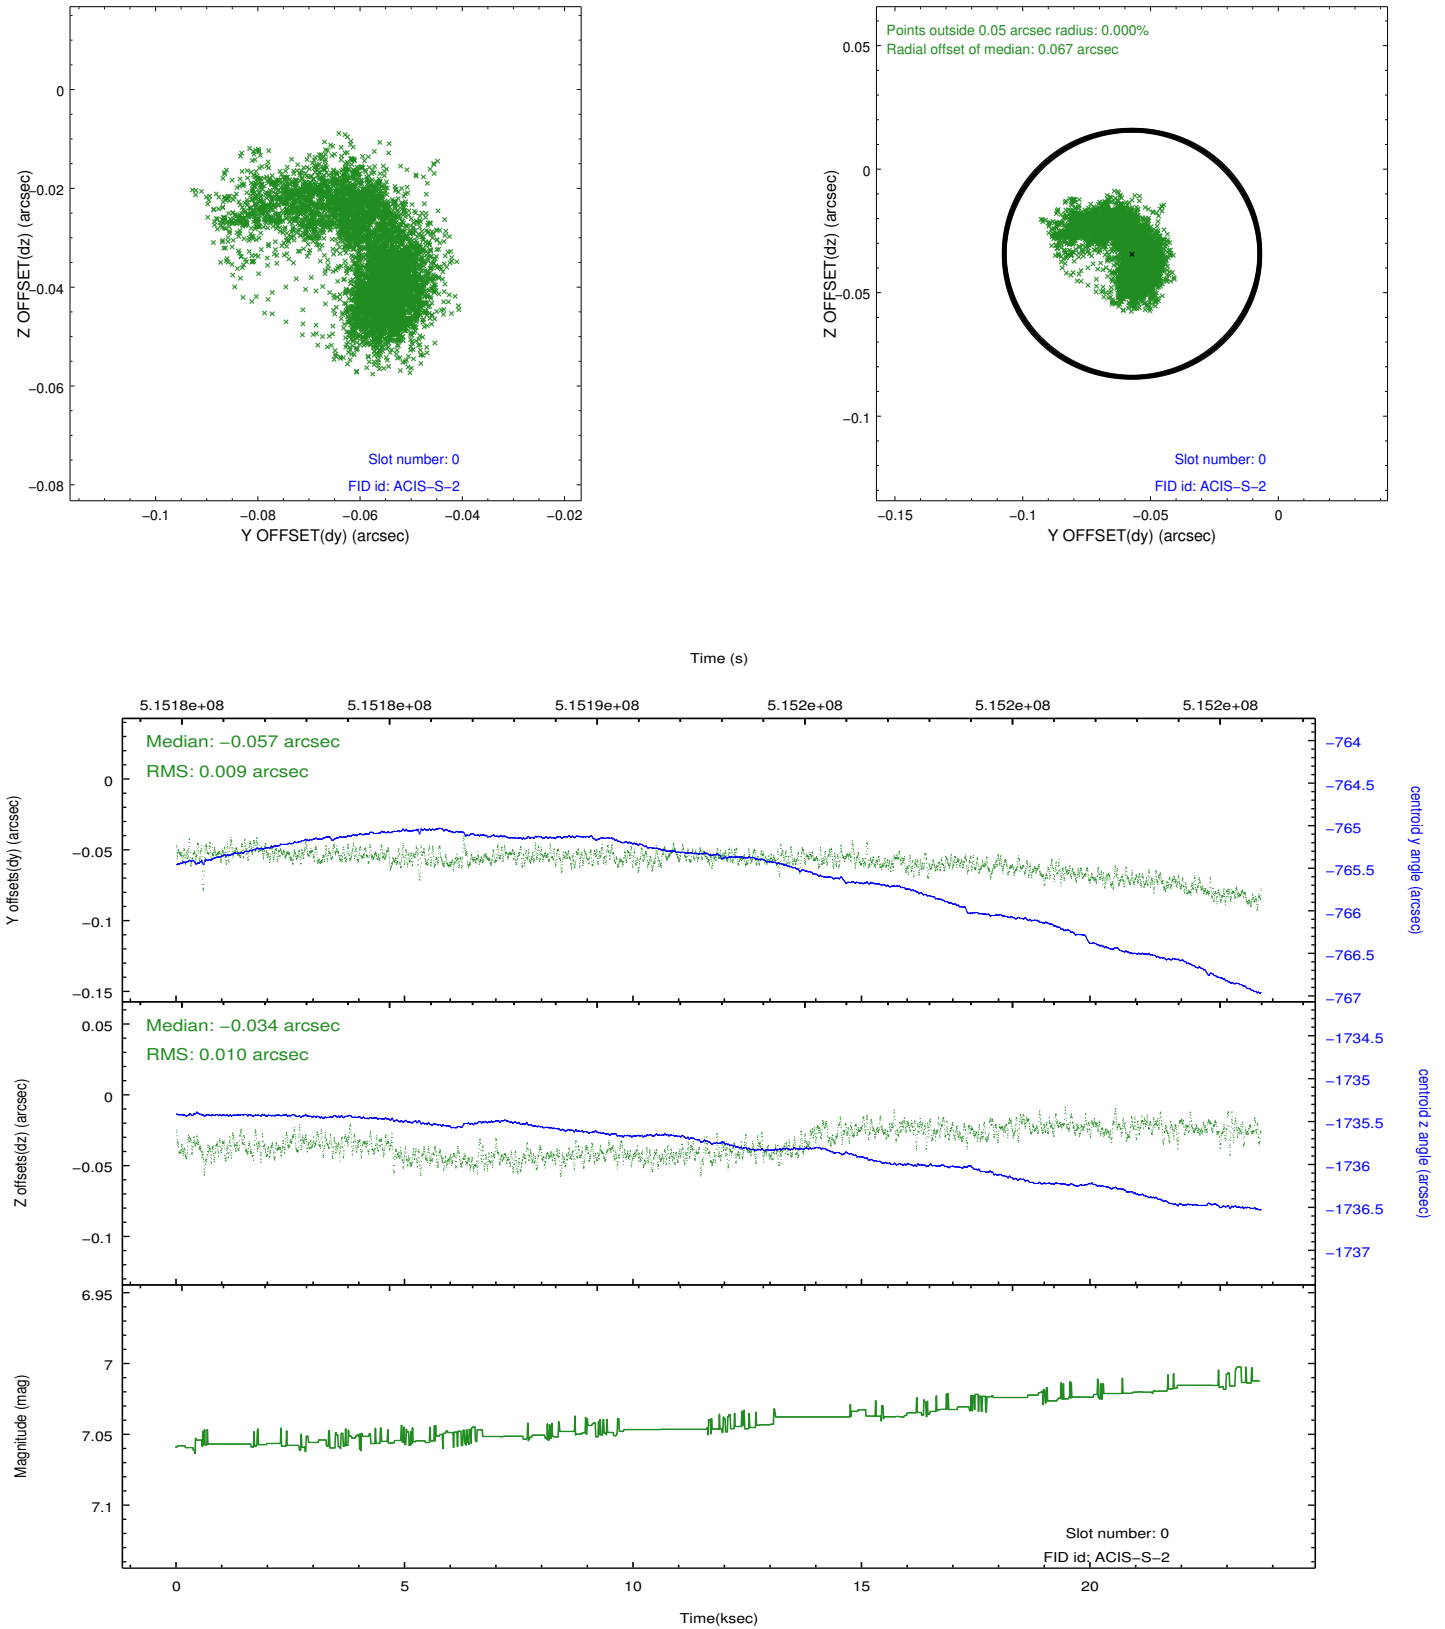 0
−0.02
−0.04
−0.06
−0.08
Z OFFSET(dz) (arcsec)
Slot number: 0
FID id: ACIS−S−2
−0.1
−0.08
−0.06
−0.04
−0.02
Y OFFSET(dy) (arcsec)
Points outside 0.05 arcsec radius: 0.000%
Radial offset of median: 0.067 arcsec
0.05
0
−0.05
−0.1
Z OFFSET(dz) (arcsec)
Slot number: 0
FID id: ACIS−S−2
−0.15
−0.1
−0.05
0
Y OFFSET(dy) (arcsec)
Time (s)
5.1518e+08
5.1518e+08
5.1519e+08
5.152e+08
5.152e+08
5.152e+08
Median: −0.057 arcsec
RMS: 0.009 arcsec
0
−0.05
−0.1
−0.15
Y offsets(dy) (arcsec)
−764
−764.5
−765
−765.5
−766
−766.5
−767
centroid y angle (arcsec)
Median: −0.034 arcsec
RMS: 0.010 arcsec
0.05
0
−0.05
−0.1
Z offsets(dz) (arcsec)
−1734.5
−1735
−1735.5
−1736
−1736.5
−1737
centroid z angle (arcsec)
6.95
7
7.05
7.1
Magnitude (mag)
Slot number: 0
FID id: ACIS−S−2
0
5
10
15
20
Time(ksec)